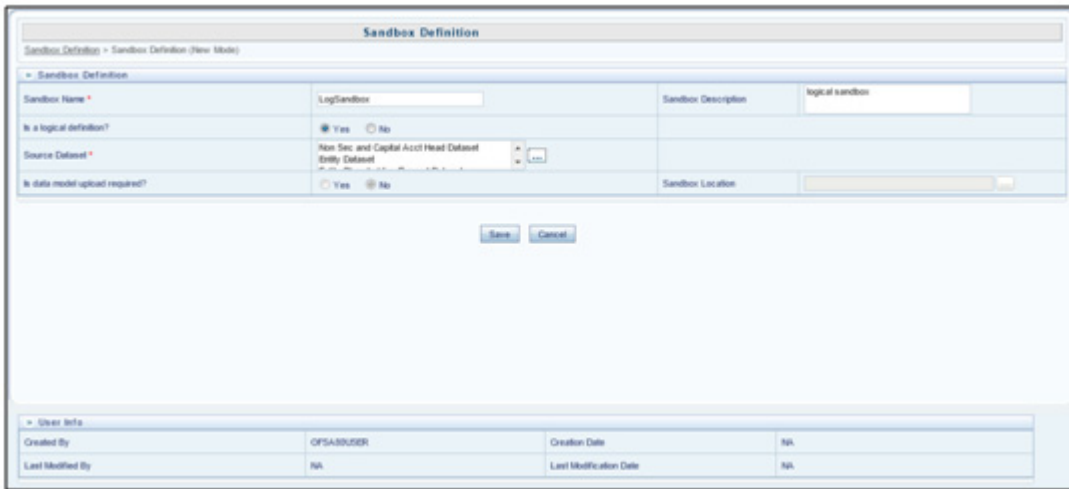 Sandbox Definition
Sandbox Definition > Sandbox Definition (New Mode)
Sandbox Definition
Sandbox Name * LogSandbox Sandbox Description logical sandbox
Is a logical definition? Yes No
Source Dataset * Non Sec and Capital Acct Head Dataset
Entity Dataset
...
Is data model upload required? Yes No Sandbox Location ...
Save Cancel
User Info
Created By Creation Date NA
Last Modified By NA Last Modification Date NA